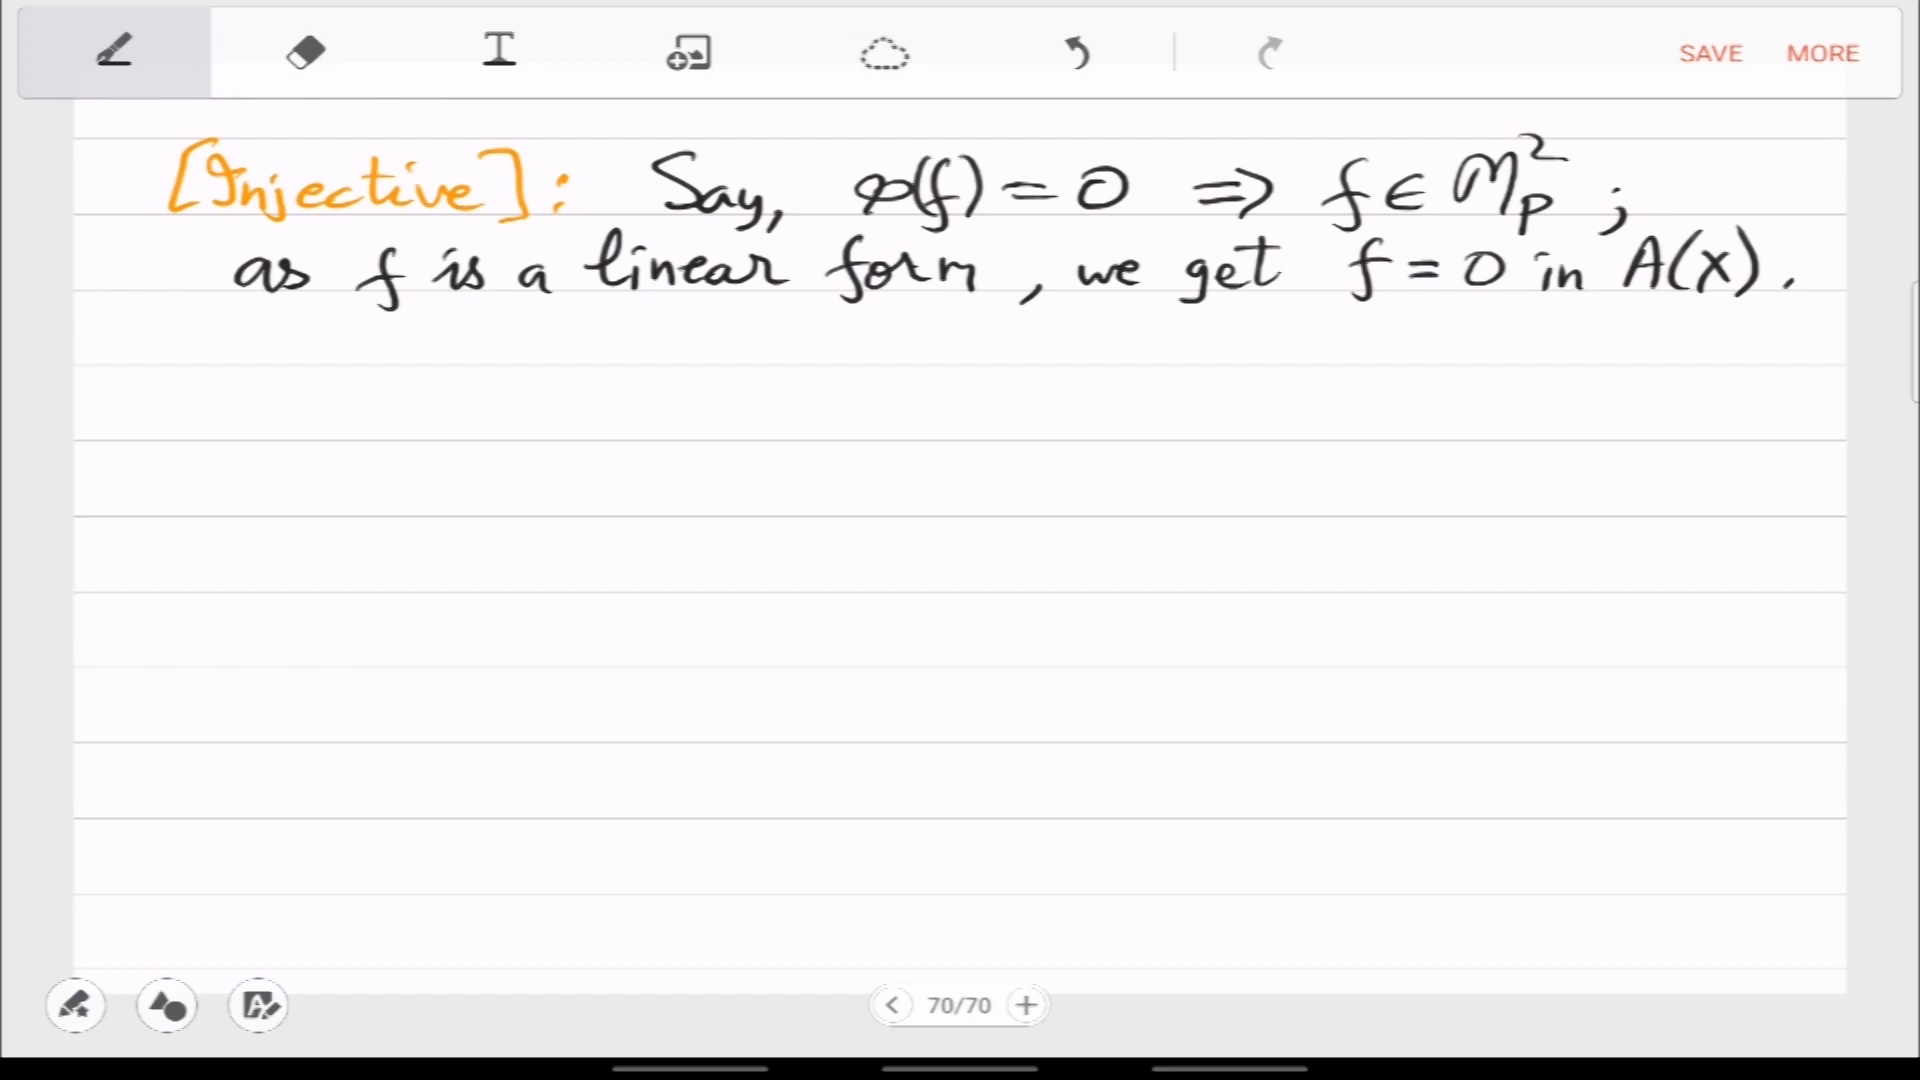 SAVE MORE
[Injective]: Say, φ(f) = 0 ⇒ f ∈ M_p^2 ;
as f is a linear form, we get f = 0 in A(X).
70/70